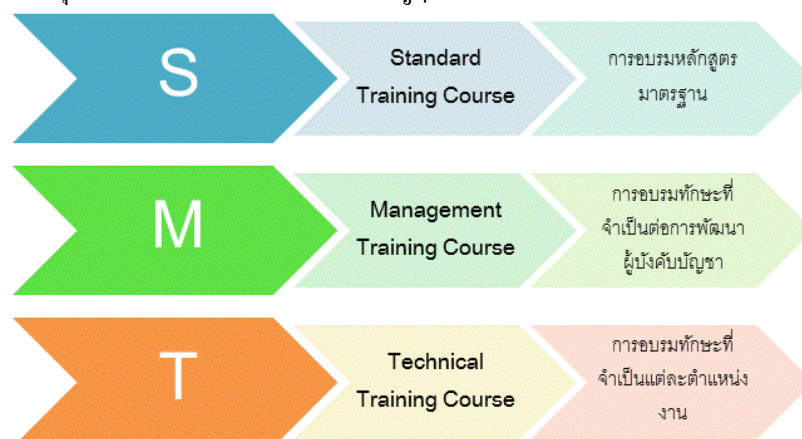 S
Standard
Training Course
การอบรมหลักสูตร
มาตรฐาน
M
Management
Training Course
การอบรมทักษะที่
จำเป็นต่อการพัฒนา
ผู้บังคับบัญชา
T
Technical
Training Course
การอบรมทักษะที่
จำเป็นแต่ละตำแหน่ง
งาน